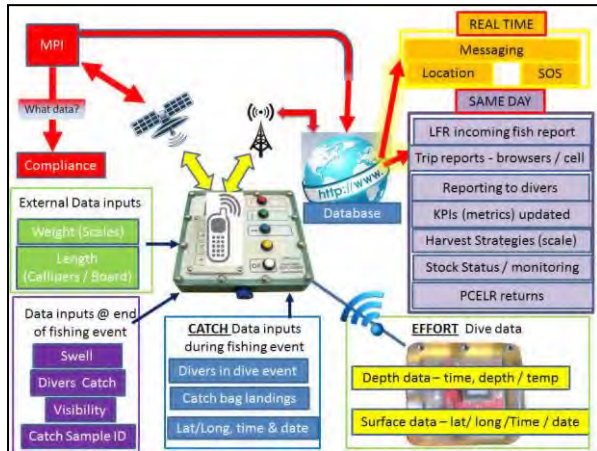 MPI
What data?
Compliance
REAL TIME
Messaging
Location
SOS
SAME DAY
LFR incoming fish report
Trip reports - browsers / cell
Reporting to divers
KPIs (metrics) updated
Harvest Strategies (scale)
Stock Status / monitoring
PCELR returns
http://www.
Database
External Data inputs
Weight (Scales)
Length
(Callipers / Board)
Data inputs @ end
of fishing event
Swell
Divers Catch
Visibility
Catch Sample ID
CATCH Data inputs
during fishing event
Divers in dive event
Catch bag landings
Lat/Long, time & date
EFFORT Dive data
Depth data – time, depth / temp
Surface data – lat/ long /Time / date